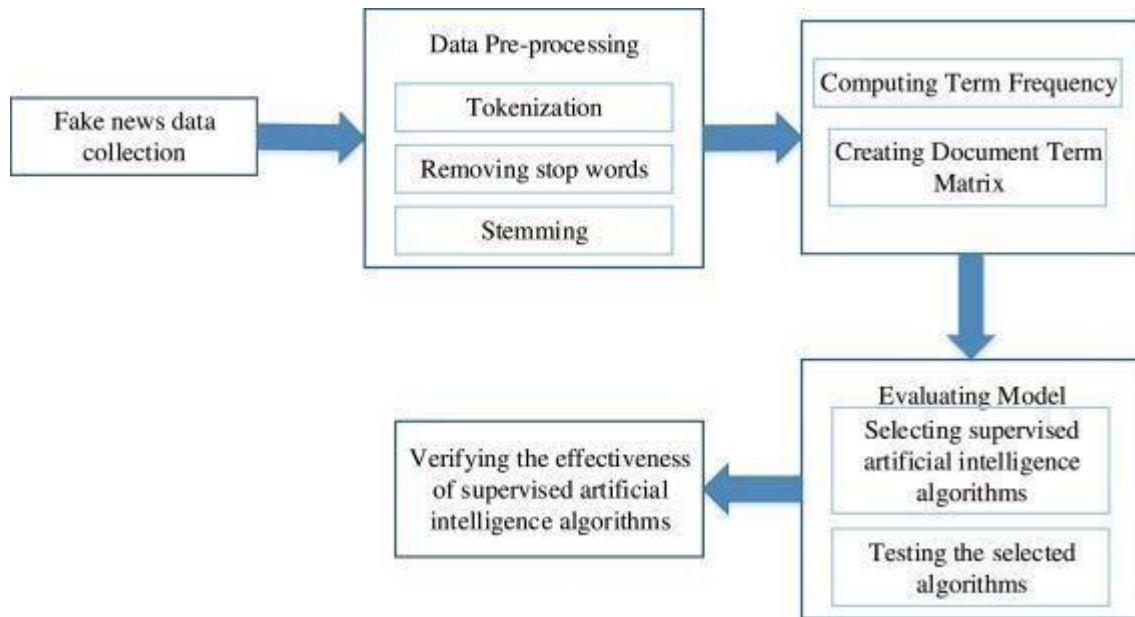 Fake news data
collection
Data Pre-processing
Tokenization
Removing stop words
Stemming
Computing Term Frequency
Creating Document Term
Matrix
Evaluating Model
Selecting supervised
artificial intelligence
algorithms
Testing the selected
algorithms
Verifying the effectiveness
of supervised artificial
intelligence algorithms